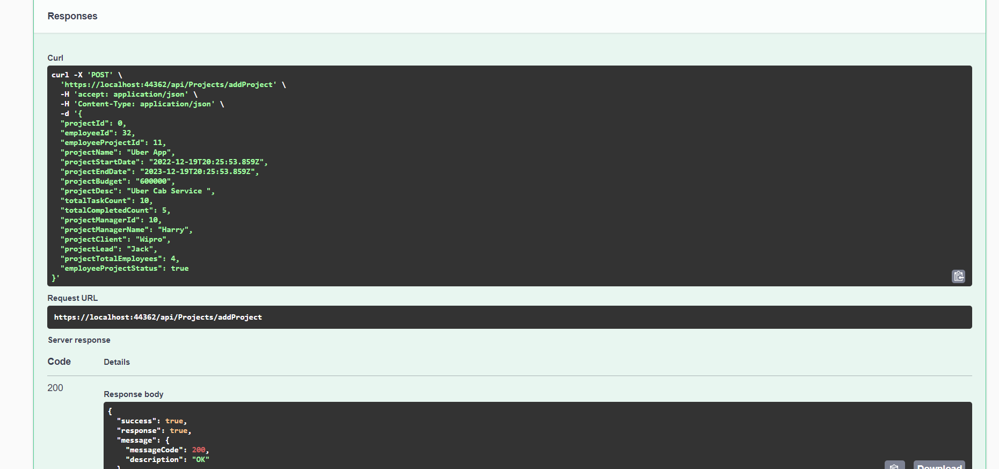 Responses
Curl
curl -X 'POST' \
  'https://localhost:44362/api/Projects/addProject' \
  -H 'accept: application/json' \
  -H 'Content-Type: application/json' \
  -d '{
  "projectId": 0,
  "employeeId": 32,
  "employeeProjectId": 11,
  "projectName": "Uber App",
  "projectStartDate": "2022-12-19T20:25:53.859Z",
  "projectEndDate": "2023-12-19T20:25:53.859Z",
  "projectBudget": "600000",
  "projectDesc": "Uber Cab Service ",
  "totalTaskCount": 10,
  "totalCompletedCount": 5,
  "projectManagerId": 10,
  "projectManagerName": "Harry",
  "projectClient": "Wipro",
  "projectLead": "Jack",
  "projectTotalEmployees": 4,
  "employeeProjectStatus": true
}'
Request URL
https://localhost:44362/api/Projects/addProject
Server response
Code Details
200
Response body
{
  "success": true,
  "response": true,
  "message": {
    "messageCode": 200,
    "description": "OK"
  }
Download